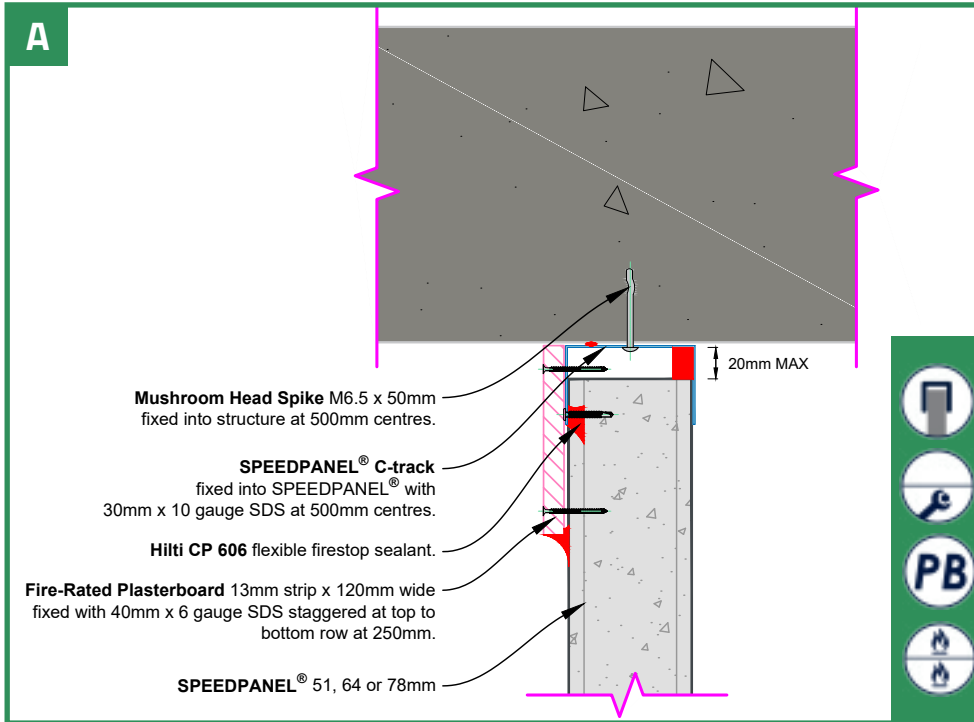 A
20mm MAX
Mushroom Head Spike M6.5 x 50mm
fixed into structure at 500mm centres.
SPEEDPANEL® C-track
fixed into SPEEDPANEL® with
30mm x 10 gauge SDS at 500mm centres.
Hilti CP 606 flexible firestop sealant.
Fire-Rated Plasterboard 13mm strip x 120mm wide
fixed with 40mm x 6 gauge SDS staggered at top to
bottom row at 250mm.
SPEEDPANEL® 51, 64 or 78mm
PB